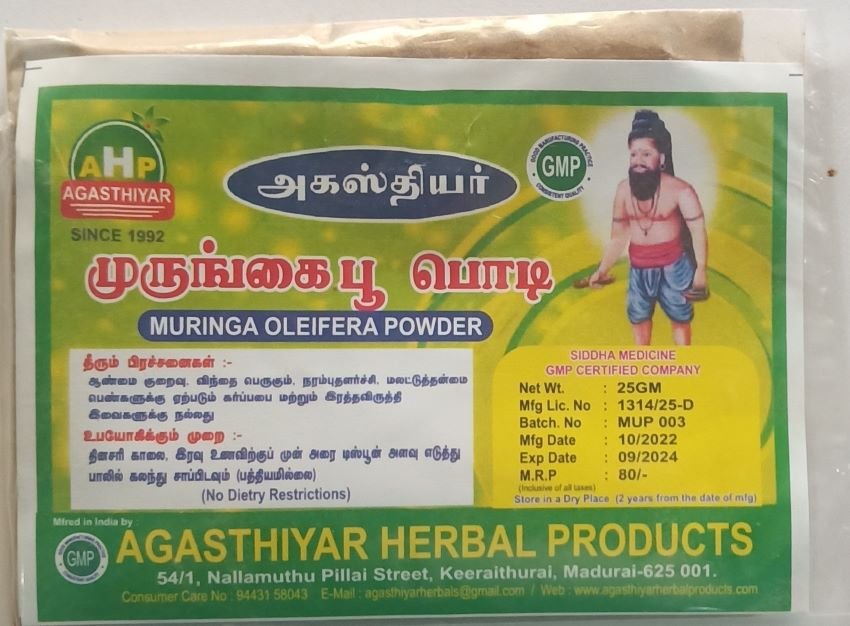 AHP
AGASTHIYAR
SINCE 1992
அகஸ்தியர்
GOOD MANUFACTURING PRACTICE
GMP
CONSISTENT QUALITY
முருங்கை பூ பொடி
MURINGA OLEIFERA POWDER
தீரும் பிரச்சனைகள் :-
ஆண்மை குறைவு, விந்தை பெருகும், நரம்புதளர்ச்சி, மலட்டுத்தன்மை
பெண்களுக்கு ஏற்படும் கர்ப்பபை மற்றும் இரத்தவிருத்தி
இவைகளுக்கு நல்லது
உபயோகிக்கும் முறை :-
தினசரி காலை, இரவு உணவிற்குப் முன் அரை டிஸ்பூன் அளவு எடுத்து
பாலில் கலந்து சாப்பிடவும் (பத்தியமில்லை)
(No Dietry Restrictions)
SIDDHA MEDICINE
GMP CERTIFIED COMPANY
Net Wt. : 25GM
Mfg Lic. No : 1314/25-D
Batch. No : MUP 003
Mfg Date : 10/2022
Exp Date : 09/2024
M.R.P : 80/-
(Inclusive of all taxes)
Store in a Dry Place (2 years from the date of mfg)
Mfred in India by :
GMP
AGASTHIYAR HERBAL PRODUCTS
54/1, Nallamuthu Pillai Street, Keeraithurai, Madurai-625 001.
Consumer Care No : 94431 58043 E-Mail : agasthiyarherbals@gmail.com / Web : www.agasthiyarherbalproducts.com